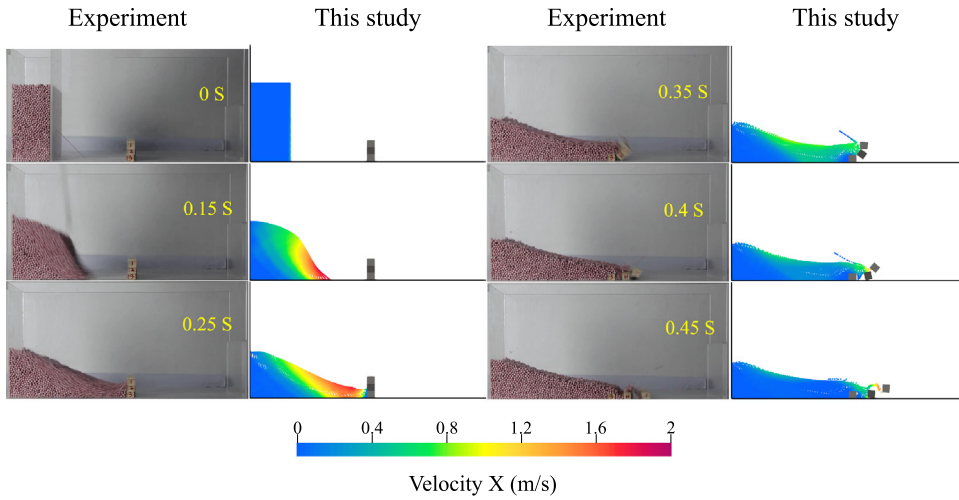 Experiment
This study
Experiment
This study
0 S
0.35 S
0.15 S
0.4 S
0.25 S
0.45 S
0 0.4 0.8 1.2 1.6 2
Velocity X (m/s)